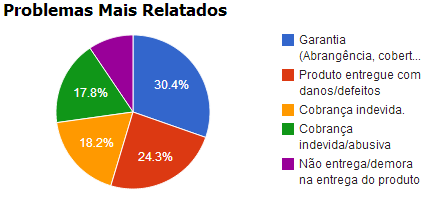 Problemas Mais Relatados
30.4%
24.3%
18.2%
17.8%
Garantia
(Abrangência, cobert...
Produto entregue com
danos/defeitos
Cobrança indevida.
Cobrança
indevida/abusiva
Não entrega/demora
na entrega do produto